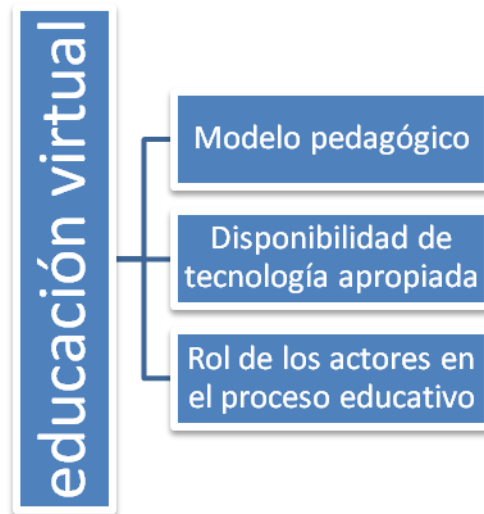 educación virtual
Modelo pedagógico
Disponibilidad de
tecnología apropiada
Rol de los actores en
el proceso educativo